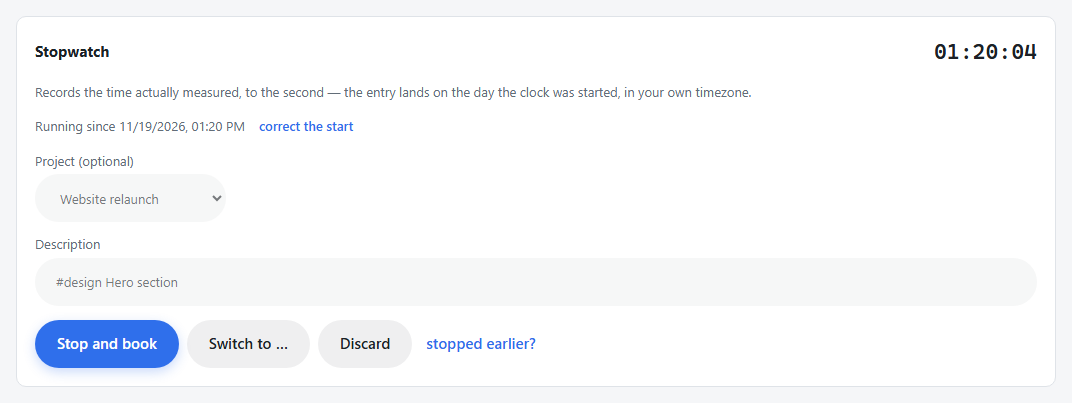 Stopwatch
01:20:04
Records the time actually measured, to the second — the entry lands on the day the clock was started, in your own timezone.
Running since 11/19/2026, 01:20 PM correct the start
Project (optional)
Website relaunch
Description
#design Hero section
Stop and book Switch to ... Discard stopped earlier?